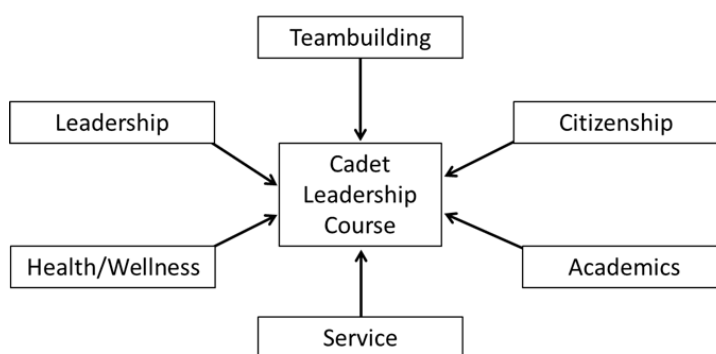 Teambuilding
Leadership
Citizenship
Cadet
Leadership
Course
Health/Wellness
Academics
Service